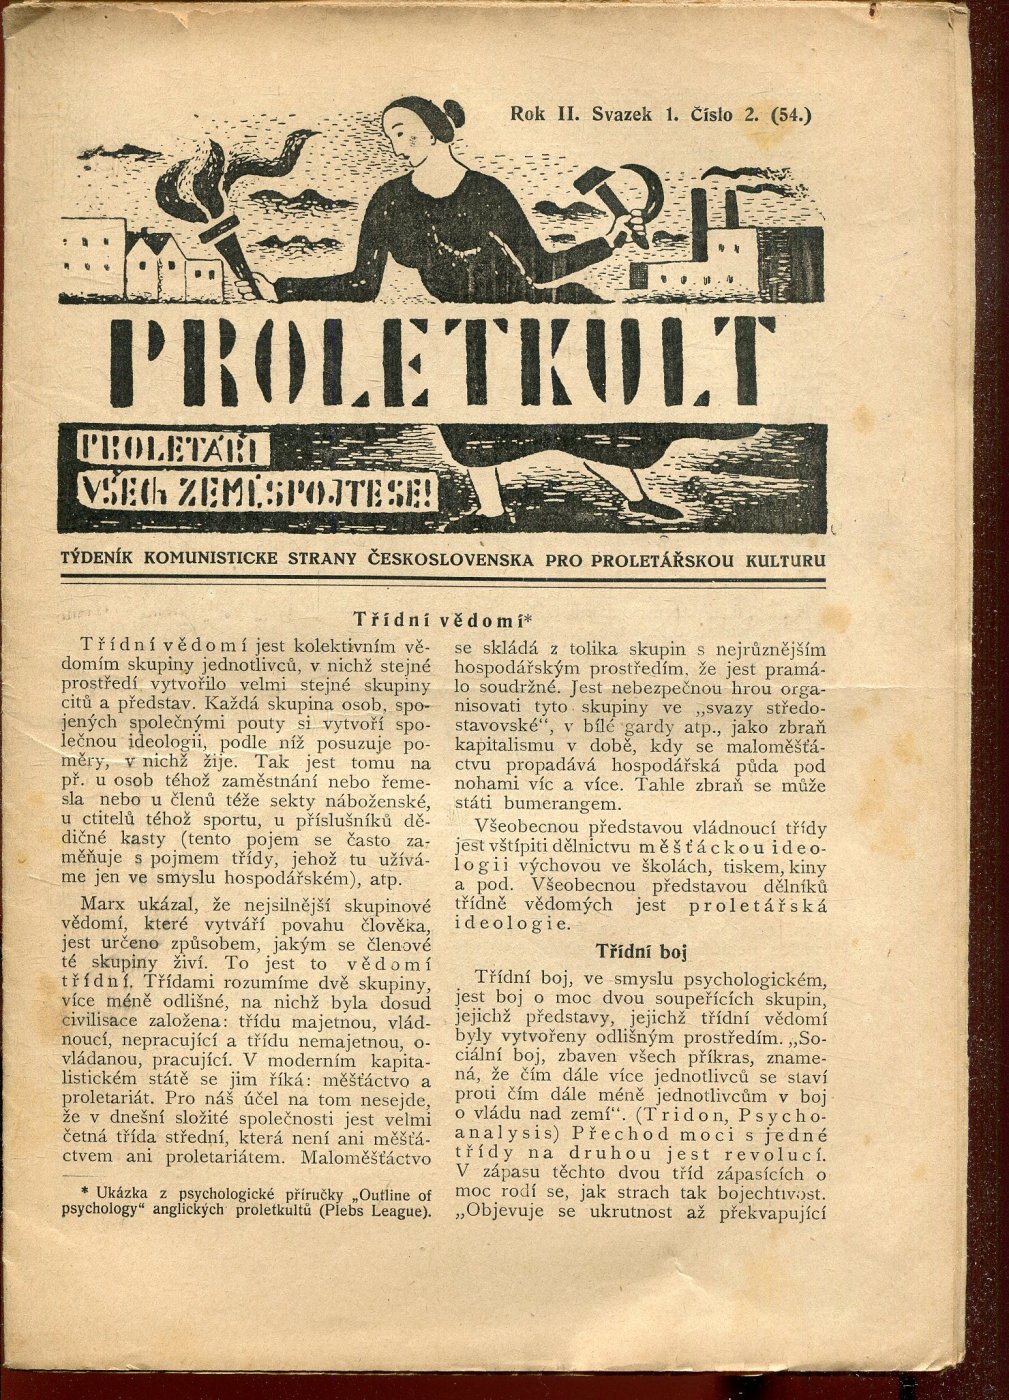 Rok II. Svazek 1. Číslo 2. (54.)
PROLETKULT
PROLETÁŘI
VŠECh ZEMÍ, SPOJTE SE!
TÝDENÍK KOMUNISTICKE STRANY ČESKOSLOVENSKA PRO PROLETÁŘSKOU KULTURU
Třídní vědomí*
Třídní vědomí jest kolektivním vě-
domím skupiny jednotlivců, v nichž stejné
prostředí vytvořilo velmi stejné skupiny
citů a představ. Každá skupina osob, spo-
jených společnými pouty si vytvoří spo-
lečnou ideologii, podle níž posuzuje po-
měry, v nichž žije. Tak jest tomu na
př. u osob téhož zaměstnání nebo řeme-
sla nebo u členů téže sekty náboženské,
u ctitelů téhož sportu, u příslušníků dě-
dičné kasty (tento pojem se často za-
měňuje s pojmem třídy, jehož tu užívá-
me jen ve smyslu hospodářském), atp.
Marx ukázal, že nejsilnější skupinové
vědomí, které vytváří povahu člověka,
jest určeno způsobem, jakým se členové
té skupiny živí. To jest to vědomí
třídní. Třídami rozumíme dvě skupiny,
více méně odlišné, na nichž byla dosud
civilisace založena: třídu majetnou, vlád-
noucí, nepracující a třídu nemajetnou, o-
vládanou, pracující. V moderním kapita-
listickém státě se jim říká: měšťáctvo a
proletariát. Pro náš účel na tom nesejde,
že v dnešní složité společnosti jest velmi
četná třída střední, která není ani měšťá-
ctvem ani proletariátem. Maloměšťáctvo
* Ukázka z psychologické příručky „Outline of
psychology“ anglických proletkultů (Plebs League).
se skládá z tolika skupin s nejrůznějším
hospodářským prostředím, že jest pramá-
lo soudržné. Jest nebezpečnou hrou orga-
nisovati tyto skupiny ve „svazy středo-
stavovské“, v bílé gardy atp., jako zbraň
kapitalismu v době, kdy se maloměšťá-
ctvu propadává hospodářská půda pod
nohami víc a více. Tahle zbraň se může
státi bumerangem.
Všeobecnou představou vládnoucí třídy
jest vštípiti dělnictvu měšťáckou ideo-
logii výchovou ve školách, tiskem, kiny
a pod. Všeobecnou představou dělníků
třídně vědomých jest proletářská
ideologie.
Třídní boj
Třídní boj, ve smyslu psychologickém,
jest boj o moc dvou soupeřících skupin,
jejichž představy, jejichž třídní vědomí
byly vytvořeny odlišným prostředím. „So-
ciální boj, zbaven všech příkras, zname-
ná, že čím dále více jednotlivců se staví
proti čím dále méně jednotlivcům v boj
o vládu nad zemí“. (Tridon, Psycho-
analysis) Přechod moci s jedné
třídy na druhou jest revolucí.
V zápasu těchto dvou tříd zápasících o
moc rodí se, jak strach tak bojechtivost.
„Objevuje se ukrutnost až překvapující